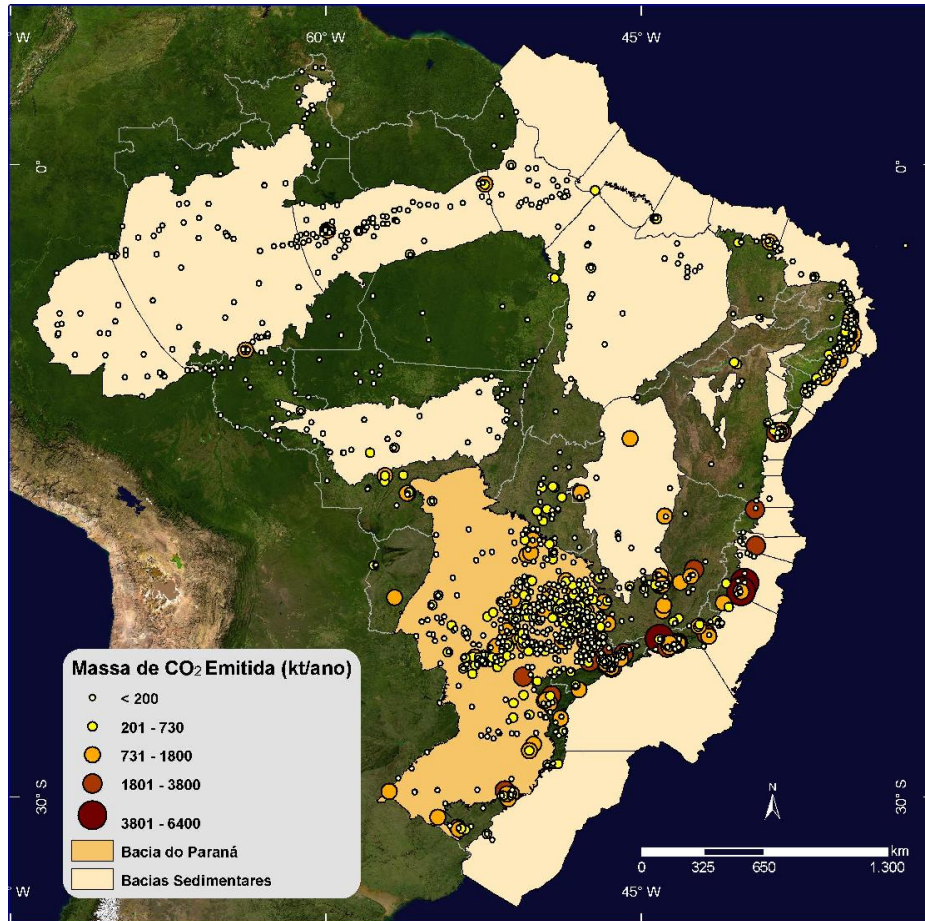 ° W
60° W
45° W
0°
0°
Massa de CO₂ Emitida (kt/ano)
< 200
201 - 730
731 - 1800
1801 - 3800
3801 - 6400
Bacia do Paraná
Bacias Sedimentares
30° S
30° S
N
km
0 325 650 1.300
° W
45° W